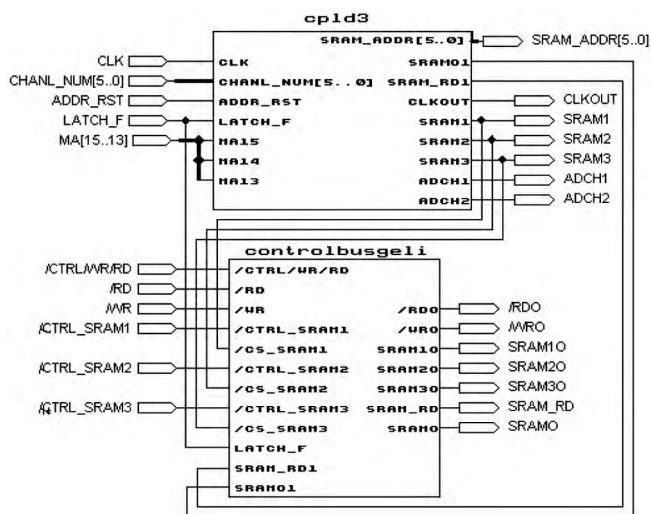 cpld3
SRAM_ADDR[5..0] SRAM_ADDR[5..0]
CLK CLK SRAMO1
CHANL_NUM[5..0] CHANL_NUM[5..0] SRAM_RD1
ADDR_RST ADDR_RST CLKOUT CLKOUT
LATCH_F LATCH_F SRAM1 SRAM1
MA[15..13] MA15 SRAM2 SRAM2
MA14 SRAM3 SRAM3
MA13 ADCH1 ADCH1
ADCH2 ADCH2
controlbusgeli
/CTRL/WR/RD /CTRL/WR/RD
/RD /RD
/WR /WR /RDO /RDO
/CTRL_SRAM1 /CTRL_SRAM1 /WRO /WRO
/CS_SRAM1 SRAM1O SRAM1O
/CTRL_SRAM2 /CTRL_SRAM2 SRAM2O SRAM2O
/CS_SRAM2 SRAM3O SRAM3O
/CTRL_SRAM3 /CTRL_SRAM3 SRAM_RD SRAM_RD
/CS_SRAM3 SRAMO SRAMO
LATCH_F
SRAM_RD1
SRAMO1